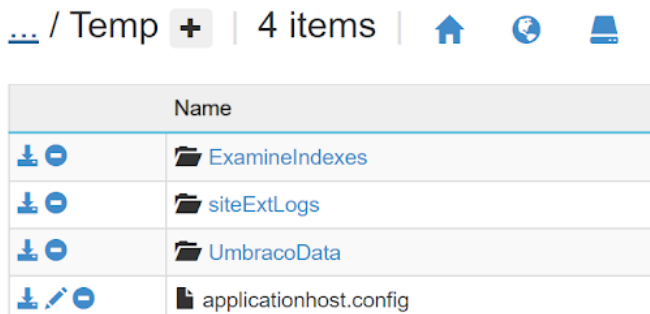 ... / Temp + | 4 items |
Name
ExamineIndexes
siteExtLogs
UmbracoData
applicationhost.config